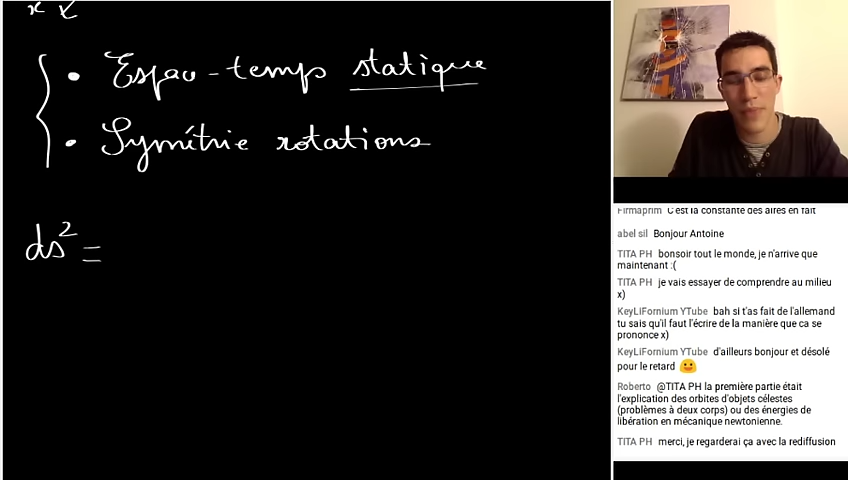 • Espace-temps statique
• Symétrie rotations
ds² =
Firmaprim C'est la constante des aires en fait
abel sil Bonjour Antoine
TITA PH bonsoir tout le monde, je n'arrive que
maintenant :(
TITA PH je vais essayer de comprendre au milieu
x)
KeyLiFornium YTube bah si t'as fait de l'allemand
tu sais qu'il faut l'écrire de la manière que ca se
prononce x)
KeyLiFornium YTube d'ailleurs bonjour et désolé
pour le retard
Roberto @TITA PH la première partie était
l'explication des orbites d'objets célestes
(problèmes à deux corps) ou des énergies de
libération en mécanique newtonienne.
TITA PH merci, je regarderai ça avec la rediffusion